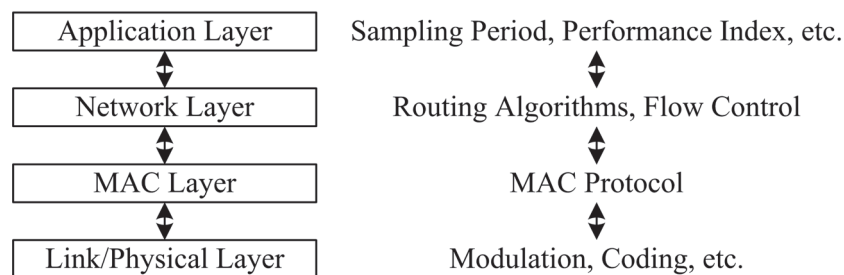 Application Layer
Sampling Period, Performance Index, etc.
Network Layer
Routing Algorithms, Flow Control
MAC Layer
MAC Protocol
Link/Physical Layer
Modulation, Coding, etc.